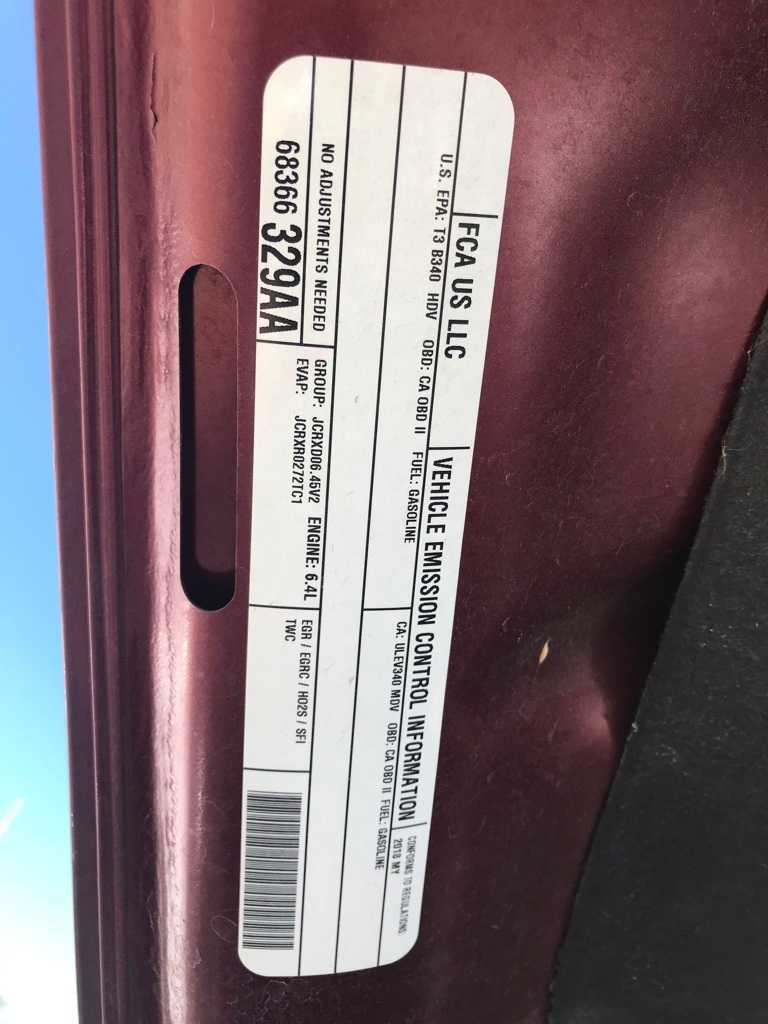 FCA US LLC
VEHICLE EMISSION CONTROL INFORMATION
CONFORMS TO REGULATIONS:
2018 MY
U.S. EPA: T3 B340 HDV OBD: CA OBD II FUEL: GASOLINE
CA: ULEV340 MDV OBD: CA OBD II FUEL: GASOLINE
NO ADJUSTMENTS NEEDED
68366 329AA
GROUP: JCRXD06.45V2 ENGINE: 6.4L
EVAP: JCRXR0272TC1
EGR / EGRC / HO2S / SFI
TWC